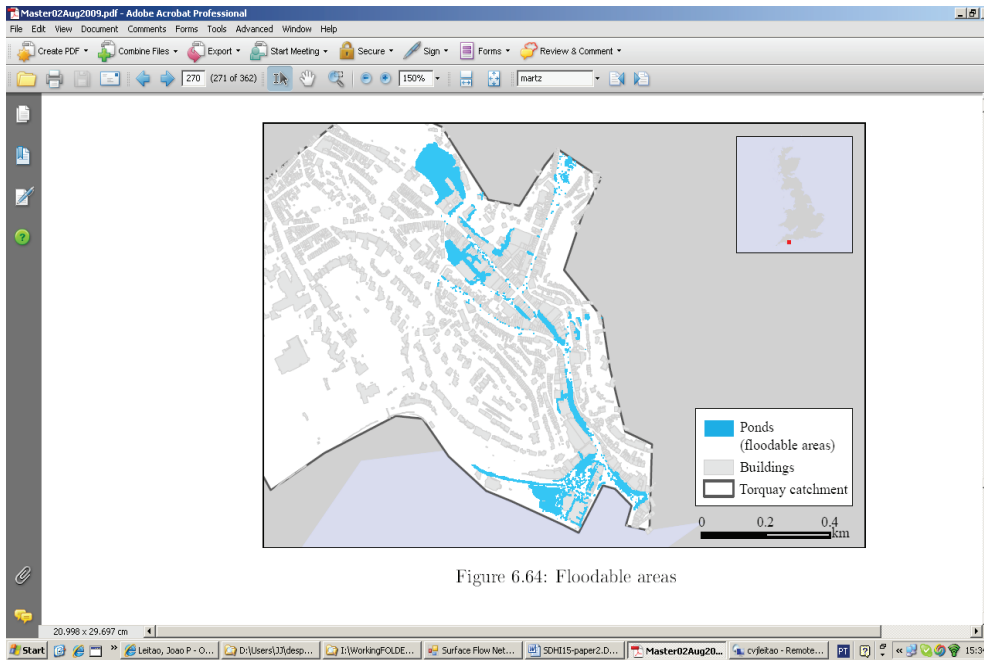 Master02Aug2009.pdf - Adobe Acrobat Professional
File Edit View Document Comments Forms Tools Advanced Window Help
Create PDF Combine Files Export Start Meeting Secure Sign Forms Review & Comment
270 (271 of 362) 150% martz
Ponds
(floodable areas)
Buildings
Torquay catchment
0 0.2 0.4
km
Figure 6.64: Floodable areas
20.998 x 29.697 cm
Start » Leitao, Joao P - O... D:\Users\JJ\desp... I:\WorkingFOLDE... Surface Flow Net... SDHI15-paper2.D... Master02Aug20... cvjleitao - Remote... PT « 15:3